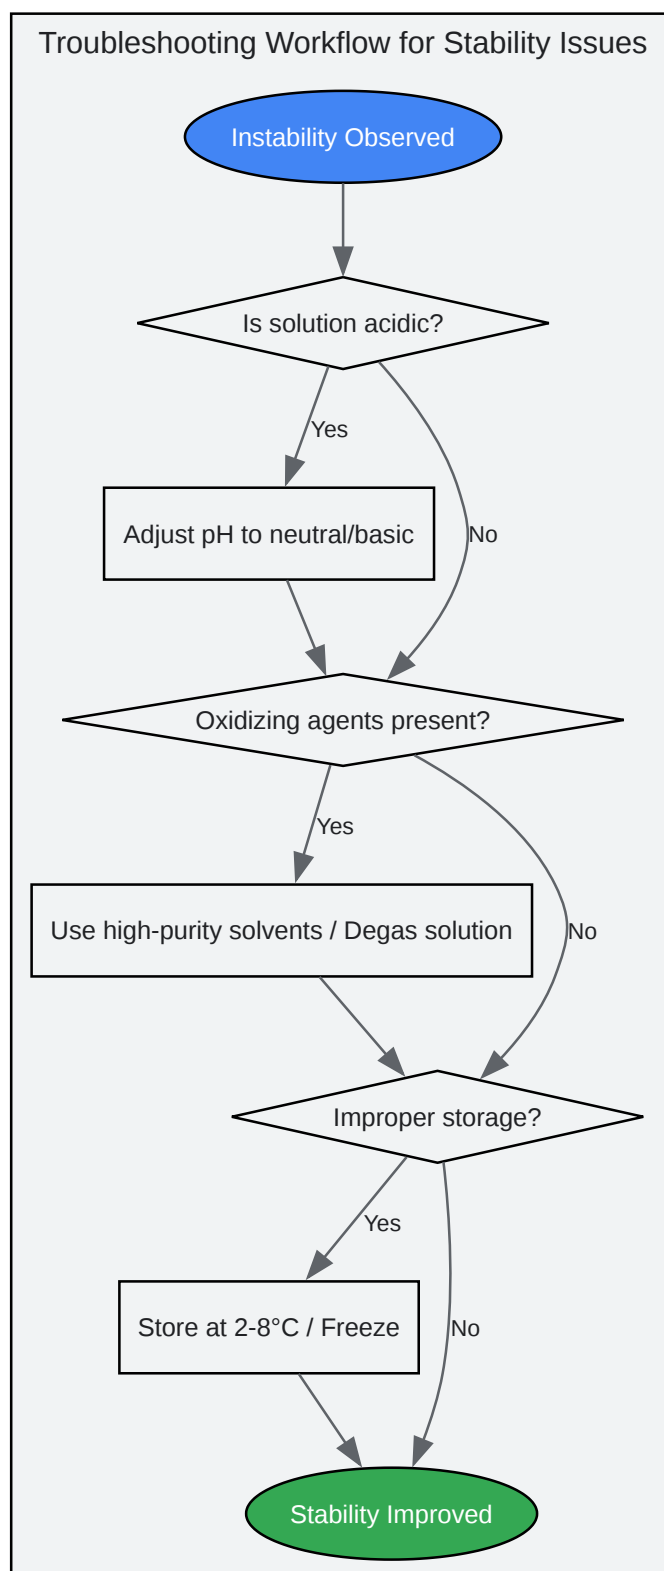 Troubleshooting Workflow for Stability Issues
Instability Observed
Is solution acidic?
Yes
Adjust pH to neutral/basic
No
Oxidizing agents present?
Yes
Use high-purity solvents / Degas solution
No
Improper storage?
Yes
Store at 2-8°C / Freeze
No
Stability Improved